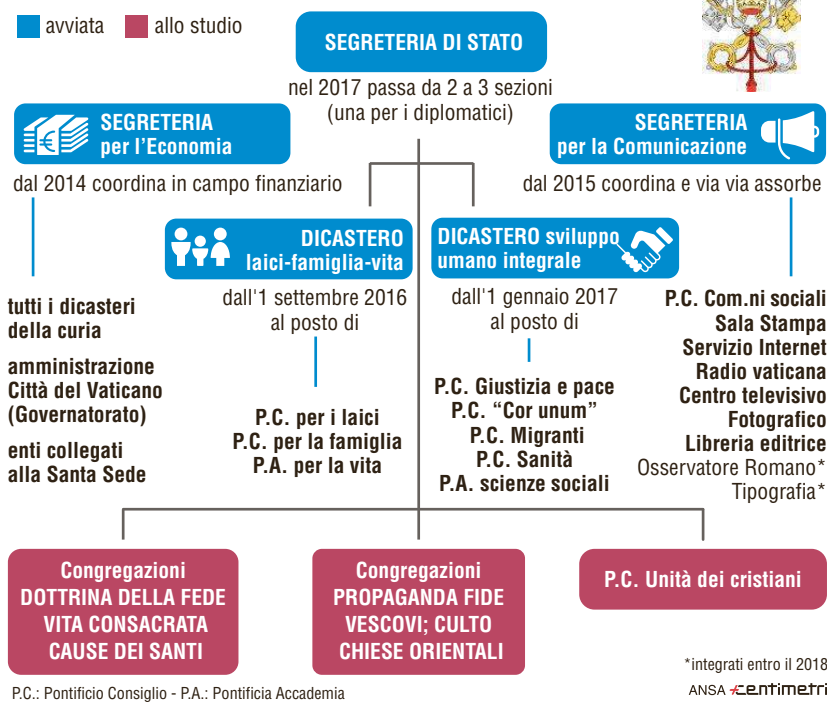 avviata
allo studio
SEGRETERIA DI STATO
nel 2017 passa da 2 a 3 sezioni
(una per i diplomatici)
SEGRETERIA
per l'Economia
dal 2014 coordina in campo finanziario
SEGRETERIA
per la Comunicazione
dal 2015 coordina e via via assorbe
DICASTERO
laici-famiglia-vita
dall'1 settembre 2016
al posto di
DICASTERO sviluppo
umano integrale
dall'1 gennaio 2017
al posto di
tutti i dicasteri
della curia
amministrazione
Città del Vaticano
(Governatorato)
enti collegati
alla Santa Sede
P.C. per i laici
P.C. per la famiglia
P.A. per la vita
P.C. Giustizia e pace
P.C. “Cor unum”
P.C. Migranti
P.C. Sanità
P.A. scienze sociali
P.C. Com.ni sociali
Sala Stampa
Servizio Internet
Radio vaticana
Centro televisivo
Fotografico
Libreria editrice
Osservatore Romano*
Tipografia*
Congregazioni
DOTTRINA DELLA FEDE
VITA CONSACRATA
CAUSE DEI SANTI
Congregazioni
PROPAGANDA FIDE
VESCOVI; CULTO
CHIESE ORIENTALI
P.C. Unità dei cristiani
*integrati entro il 2018
P.C.: Pontificio Consiglio - P.A.: Pontificia Accademia
ANSA centimetri